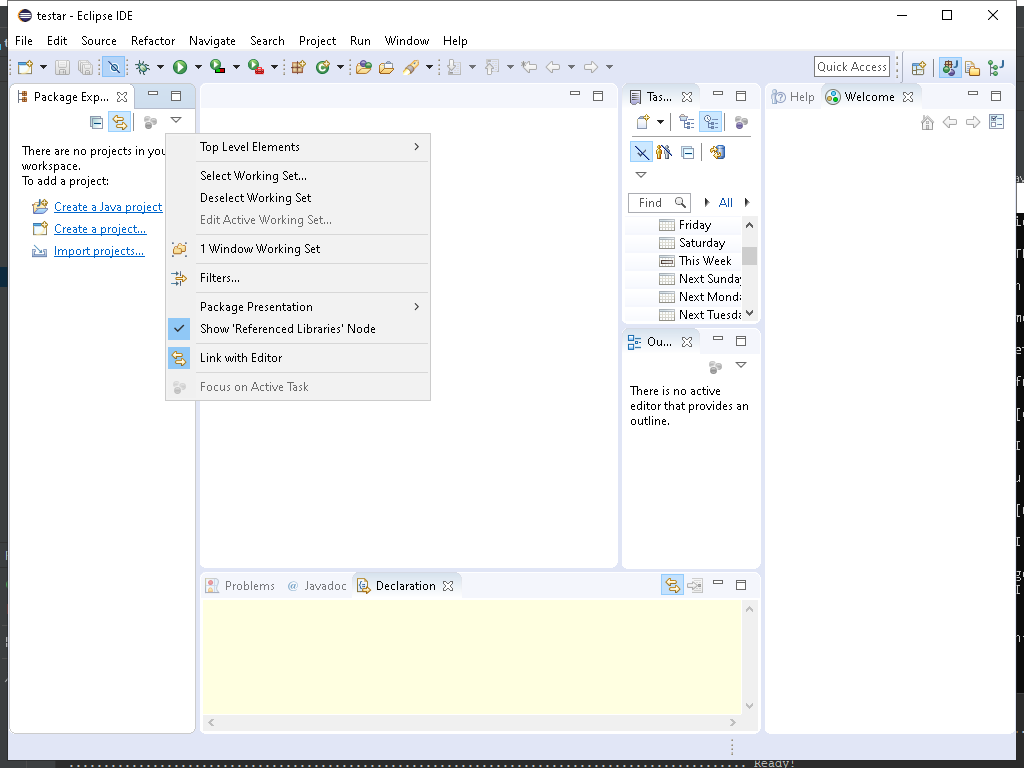 testar - Eclipse IDE
File Edit Source Refactor Navigate Search Project Run Window Help
Quick Access
Package Exp...
There are no projects in your
workspace.
To add a project:
Create a Java project
Create a project...
Import projects...
Top Level Elements
Select Working Set...
Deselect Working Set
Edit Active Working Set...
1 Window Working Set
Filters...
Package Presentation
Show 'Referenced Libraries' Node
Link with Editor
Focus on Active Task
Tas...
Find
All
Friday
Saturday
This Week
Next Sunday
Next Monda
Next Tuesda
Ou...
There is no active
editor that provides an
outline.
Help
Welcome
Problems
@ Javadoc
Declaration
Ready!